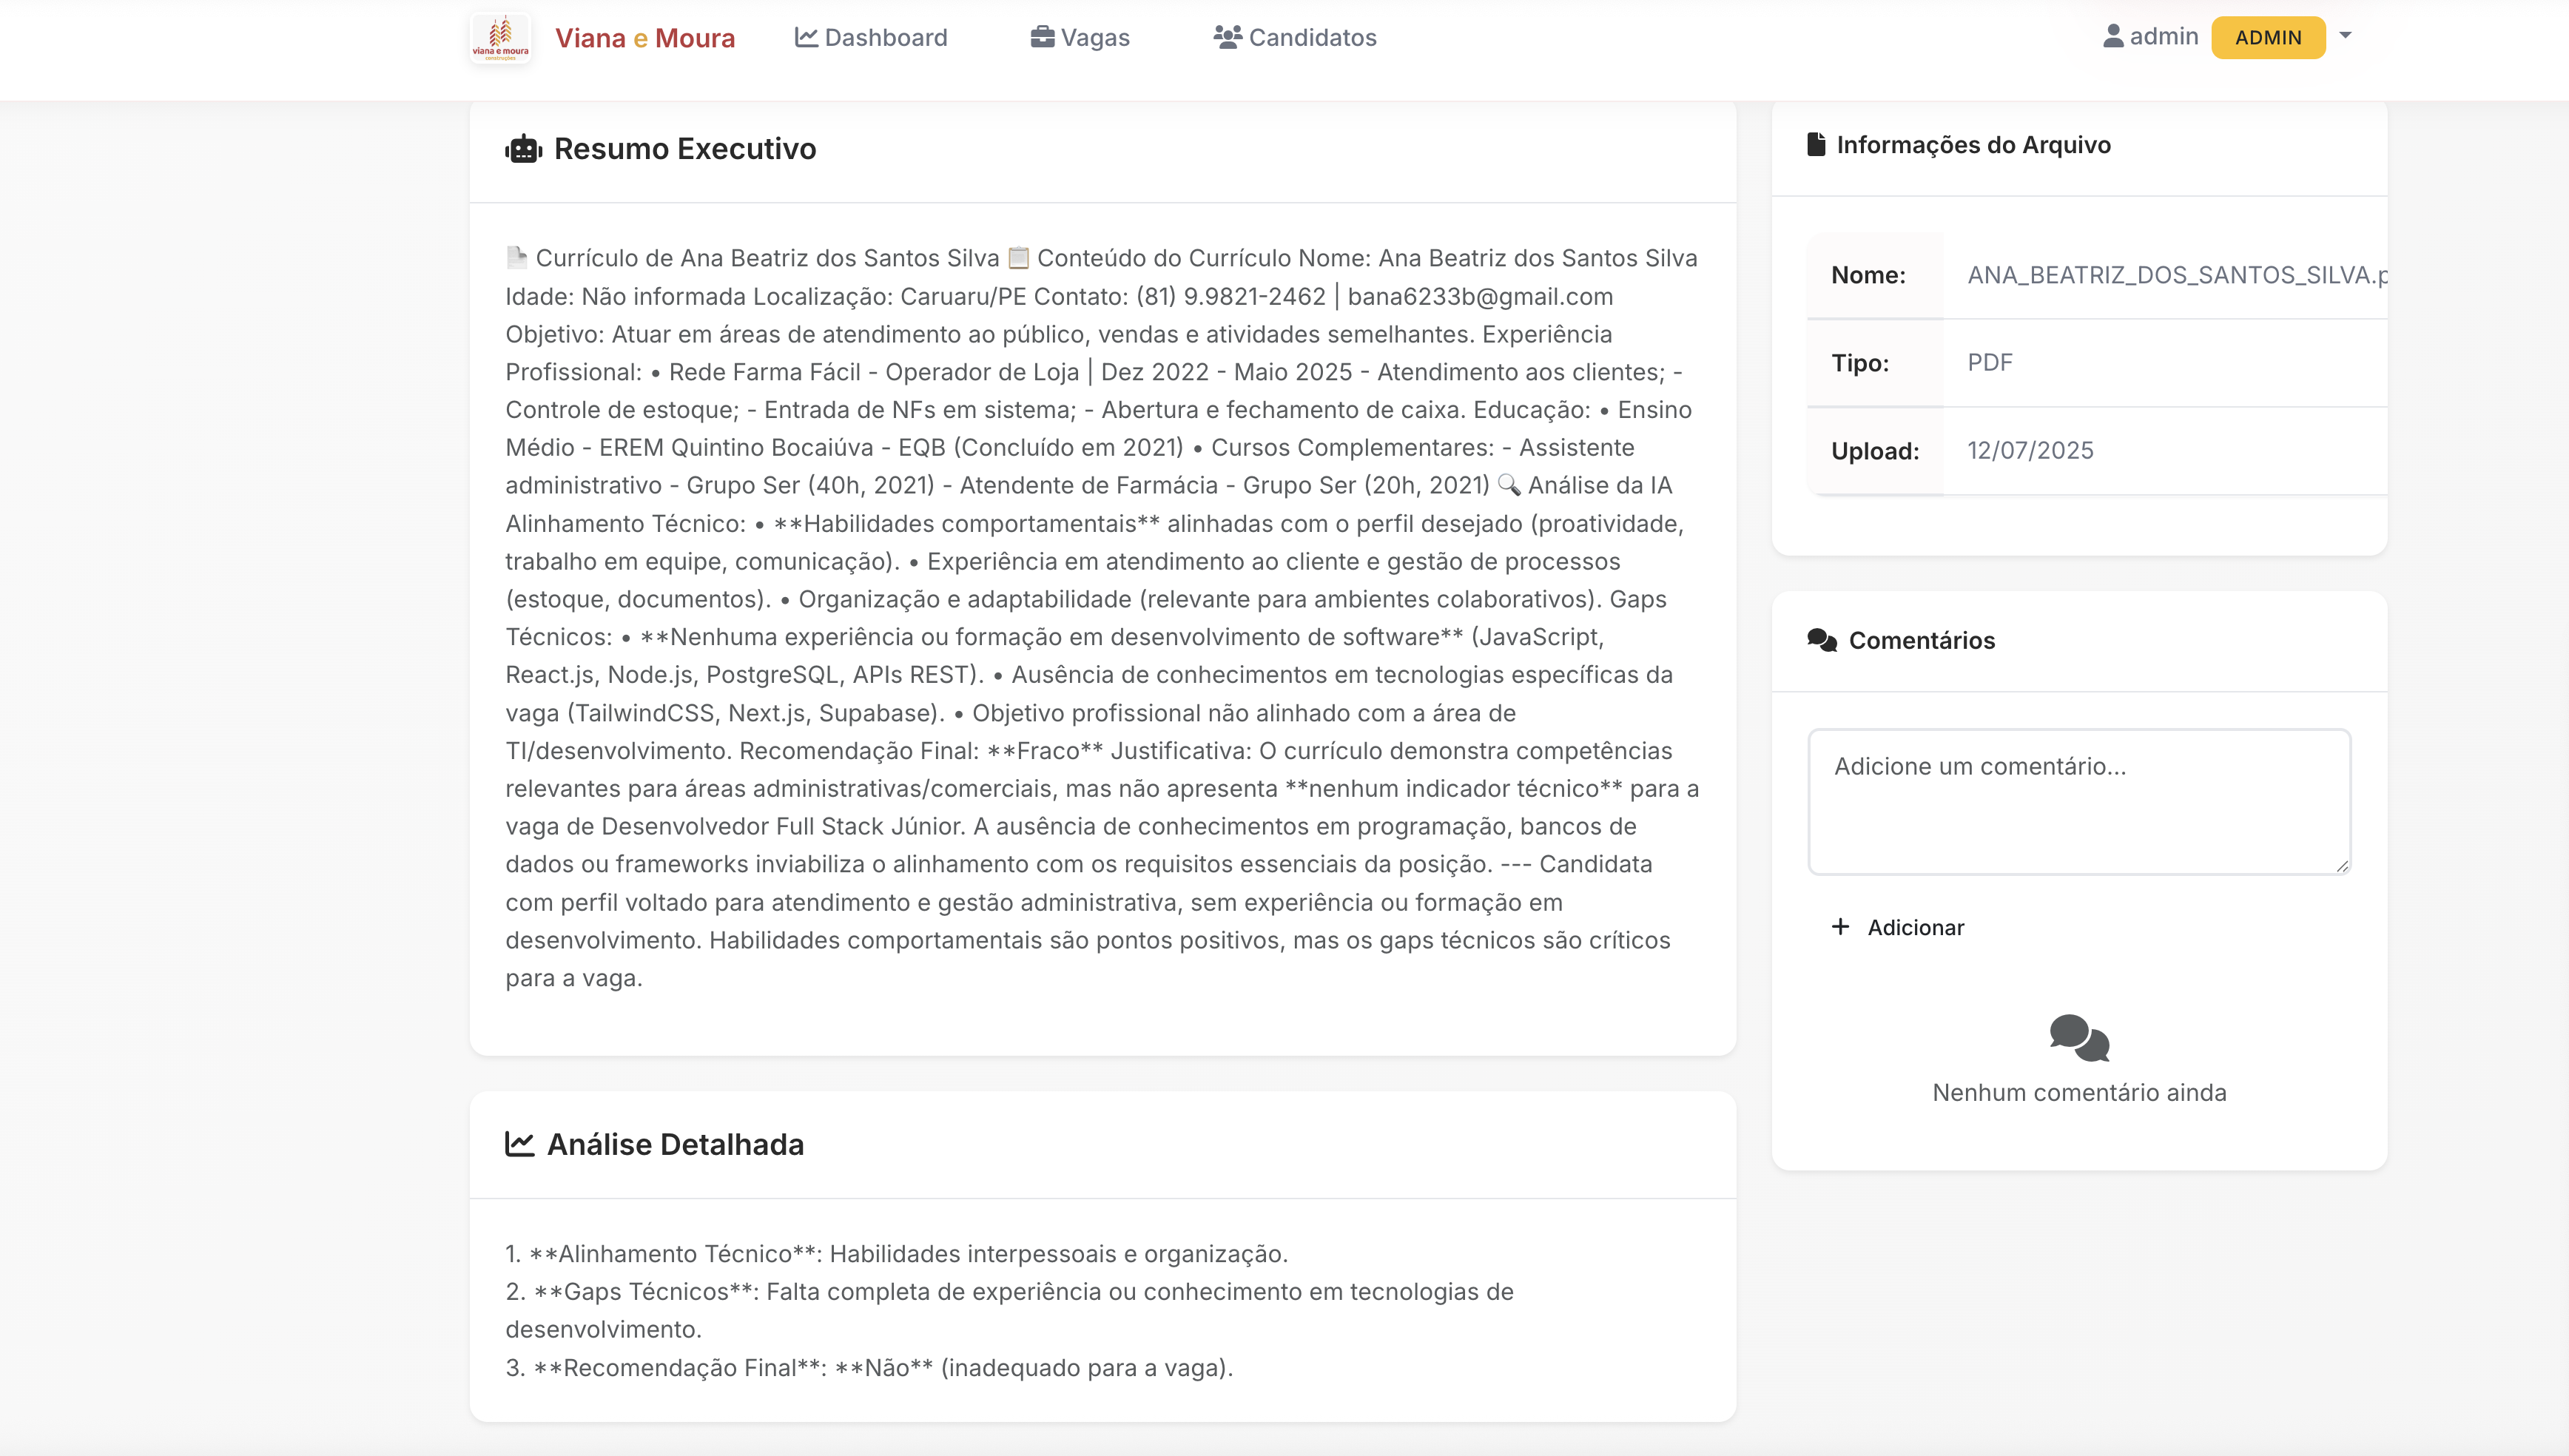 viana e moura
construções
Viana e Moura
Dashboard
Vagas
Candidatos
admin
ADMIN
Resumo Executivo
Currículo de Ana Beatriz dos Santos Silva 📋 Conteúdo do Currículo Nome: Ana Beatriz dos Santos Silva
Idade: Não informada Localização: Caruaru/PE Contato: (81) 9.9821-2462 | bana6233b@gmail.com
Objetivo: Atuar em áreas de atendimento ao público, vendas e atividades semelhantes. Experiência
Profissional: • Rede Farma Fácil - Operador de Loja | Dez 2022 - Maio 2025 - Atendimento aos clientes; -
Controle de estoque; - Entrada de NFs em sistema; - Abertura e fechamento de caixa. Educação: • Ensino
Médio - EREM Quintino Bocaiúva - EQB (Concluído em 2021) • Cursos Complementares: - Assistente
administrativo - Grupo Ser (40h, 2021) - Atendente de Farmácia - Grupo Ser (20h, 2021) 🔍 Análise da IA
Alinhamento Técnico: • **Habilidades comportamentais** alinhadas com o perfil desejado (proatividade,
trabalho em equipe, comunicação). • Experiência em atendimento ao cliente e gestão de processos
(estoque, documentos). • Organização e adaptabilidade (relevante para ambientes colaborativos). Gaps
Técnicos: • **Nenhuma experiência ou formação em desenvolvimento de software** (JavaScript,
React.js, Node.js, PostgreSQL, APIs REST). • Ausência de conhecimentos em tecnologias específicas da
vaga (TailwindCSS, Next.js, Supabase). • Objetivo profissional não alinhado com a área de
TI/desenvolvimento. Recomendação Final: **Fraco** Justificativa: O currículo demonstra competências
relevantes para áreas administrativas/comerciais, mas não apresenta **nenhum indicador técnico** para a
vaga de Desenvolvedor Full Stack Júnior. A ausência de conhecimentos em programação, bancos de
dados ou frameworks inviabiliza o alinhamento com os requisitos essenciais da posição. --- Candidata
com perfil voltado para atendimento e gestão administrativa, sem experiência ou formação em
desenvolvimento. Habilidades comportamentais são pontos positivos, mas os gaps técnicos são críticos
para a vaga.
Análise Detalhada
1. **Alinhamento Técnico**: Habilidades interpessoais e organização.
2. **Gaps Técnicos**: Falta completa de experiência ou conhecimento em tecnologias de
desenvolvimento.
3. **Recomendação Final**: **Não** (inadequado para a vaga).
Informações do Arquivo
Nome: ANA_BEATRIZ_DOS_SANTOS_SILVA.p
Tipo: PDF
Upload: 12/07/2025
Comentários
Adicione um comentário...
+ Adicionar
Nenhum comentário ainda